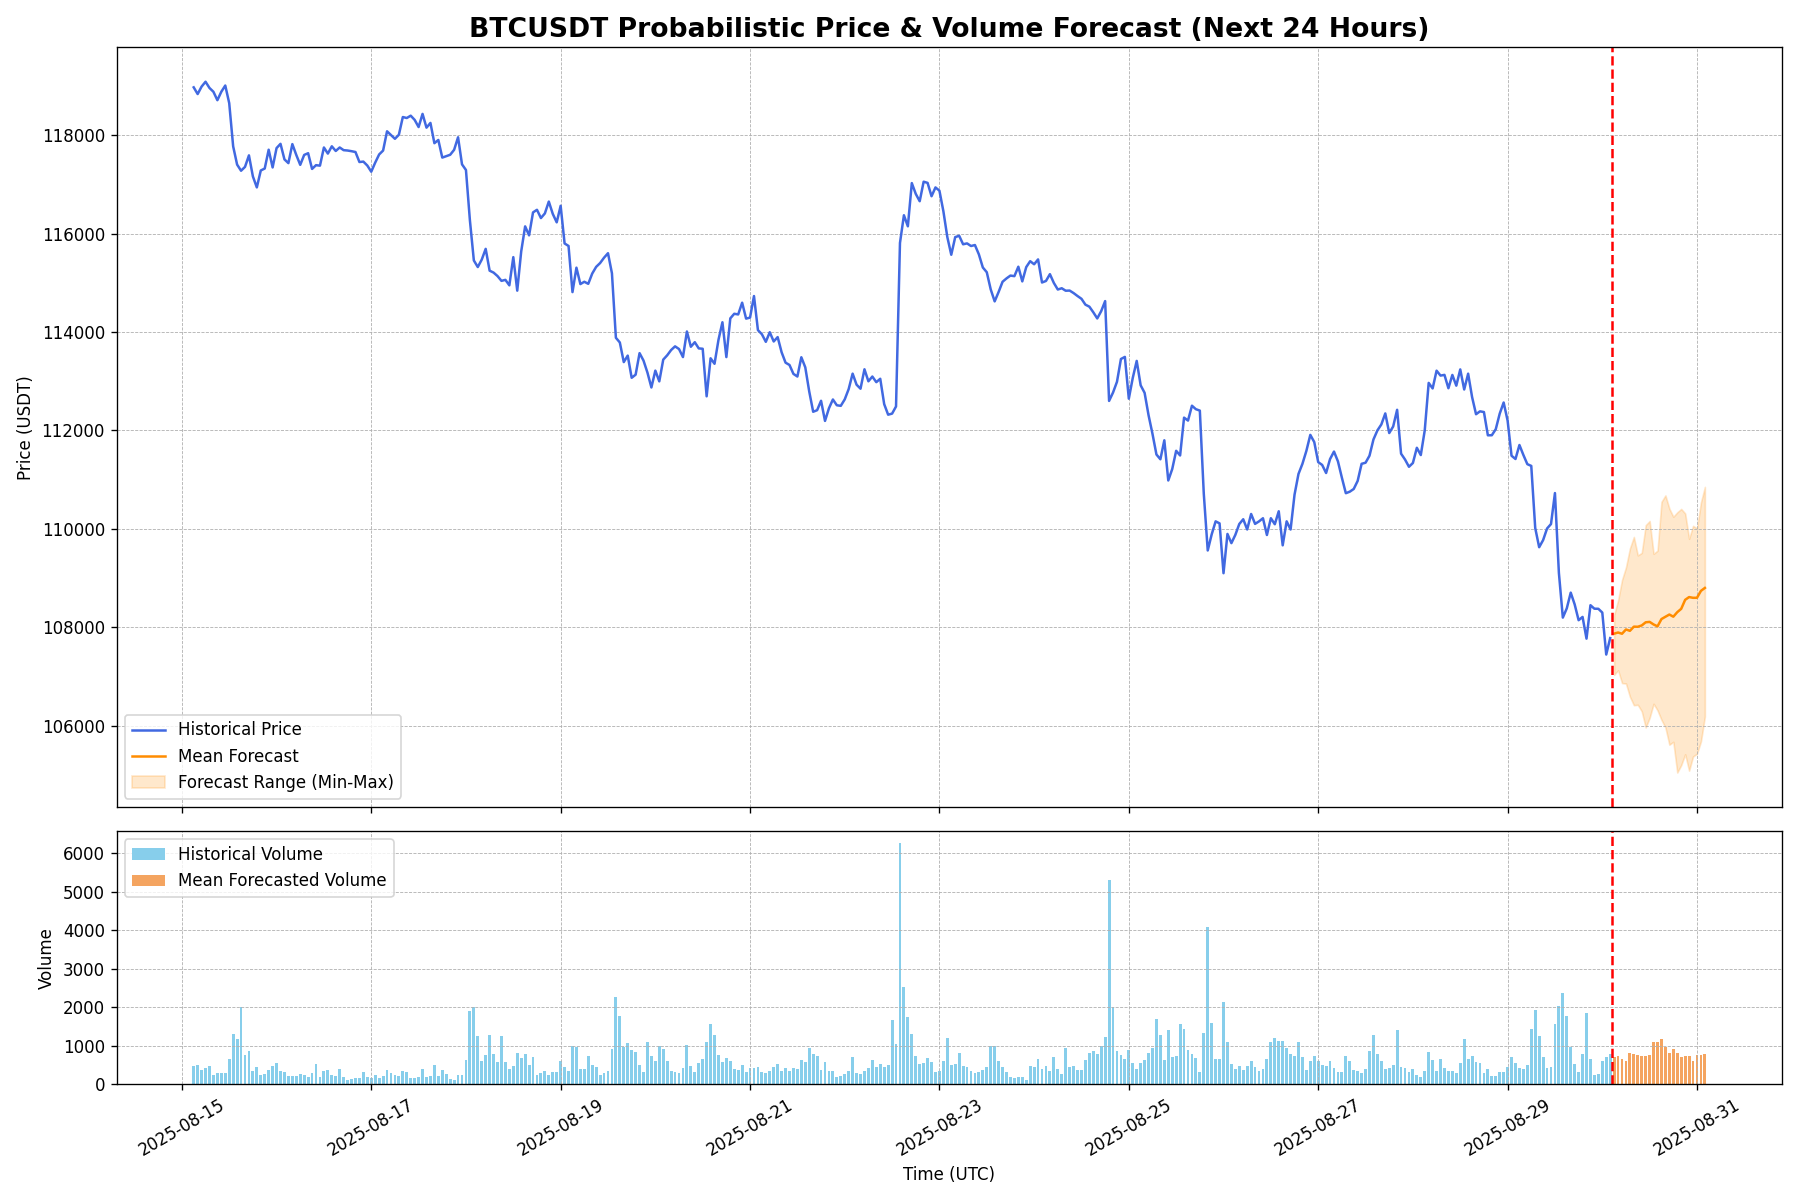 BTCUSDT Probabilistic Price & Volume Forecast (Next 24 Hours)
Price (USDT)
118000
116000
114000
112000
110000
108000
106000
Historical Price
Mean Forecast
Forecast Range (Min-Max)
Volume
6000
5000
4000
3000
2000
1000
0
Historical Volume
Mean Forecasted Volume
2025-08-15
2025-08-17
2025-08-19
2025-08-21
2025-08-23
2025-08-25
2025-08-27
2025-08-29
2025-08-31
Time (UTC)